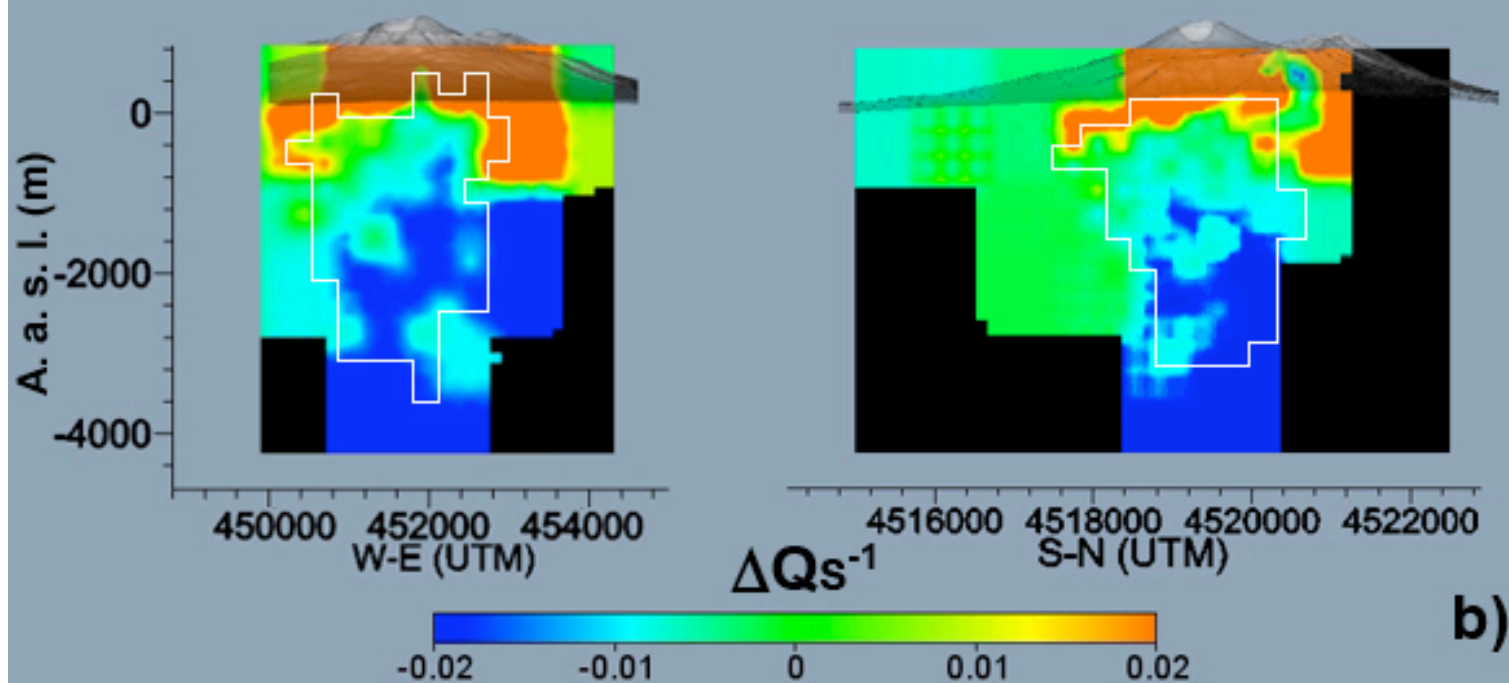 A. a. s. l. (m)
0
-2000
-4000
450000 452000 454000
W-E (UTM)
4516000 4518000 4520000 4522000
S-N (UTM)
ΔQs⁻¹
-0.02 -0.01 0 0.01 0.02
b)